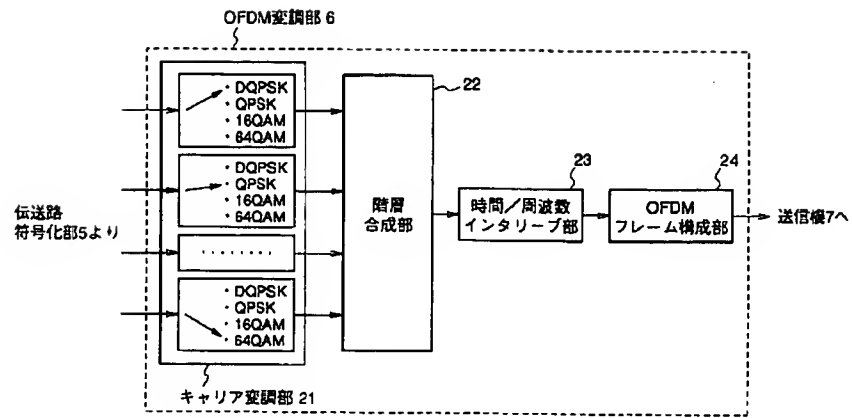 OFDM変調部 6
・DQPSK
・QPSK
・16QAM
・64QAM
・DQPSK
・QPSK
・16QAM
・64QAM
・・・・・・・・
・DQPSK
・QPSK
・16QAM
・64QAM
キャリア変調部 21
伝送路
符号化部5より
22
階層
合成部
23
時間／周波数
インタリーブ部
24
OFDM
フレーム構成部
送信機7へ